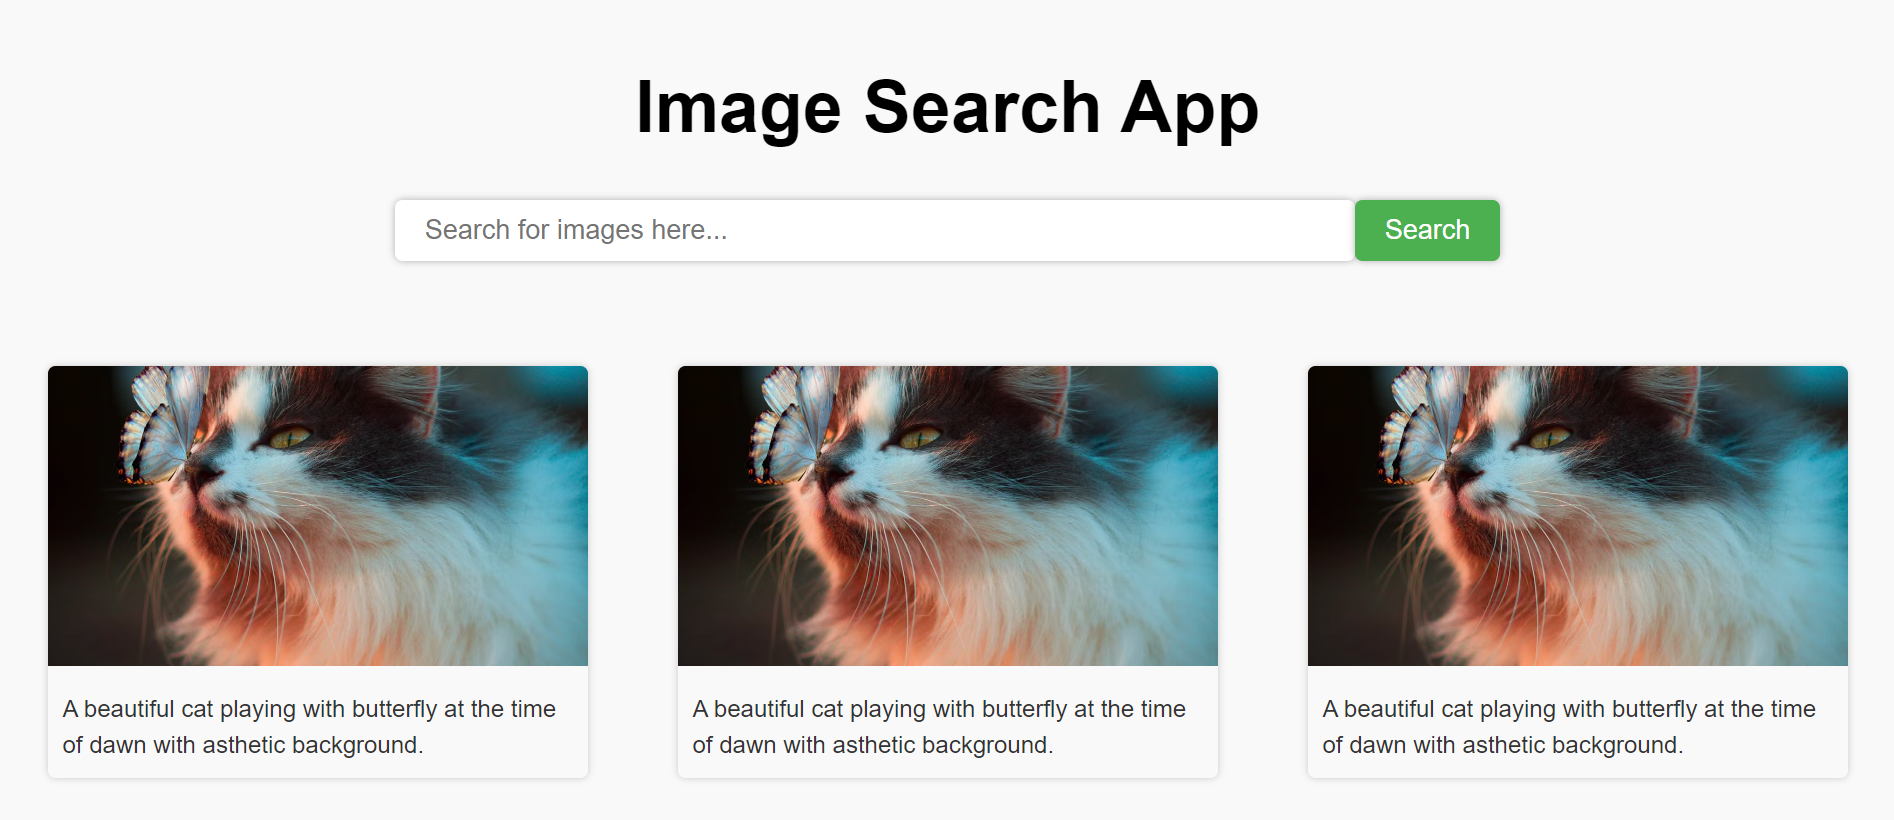 Image Search App
Search for images here...
Search
A beautiful cat playing with butterfly at the time
of dawn with asthetic background.
A beautiful cat playing with butterfly at the time
of dawn with asthetic background.
A beautiful cat playing with butterfly at the time
of dawn with asthetic background.